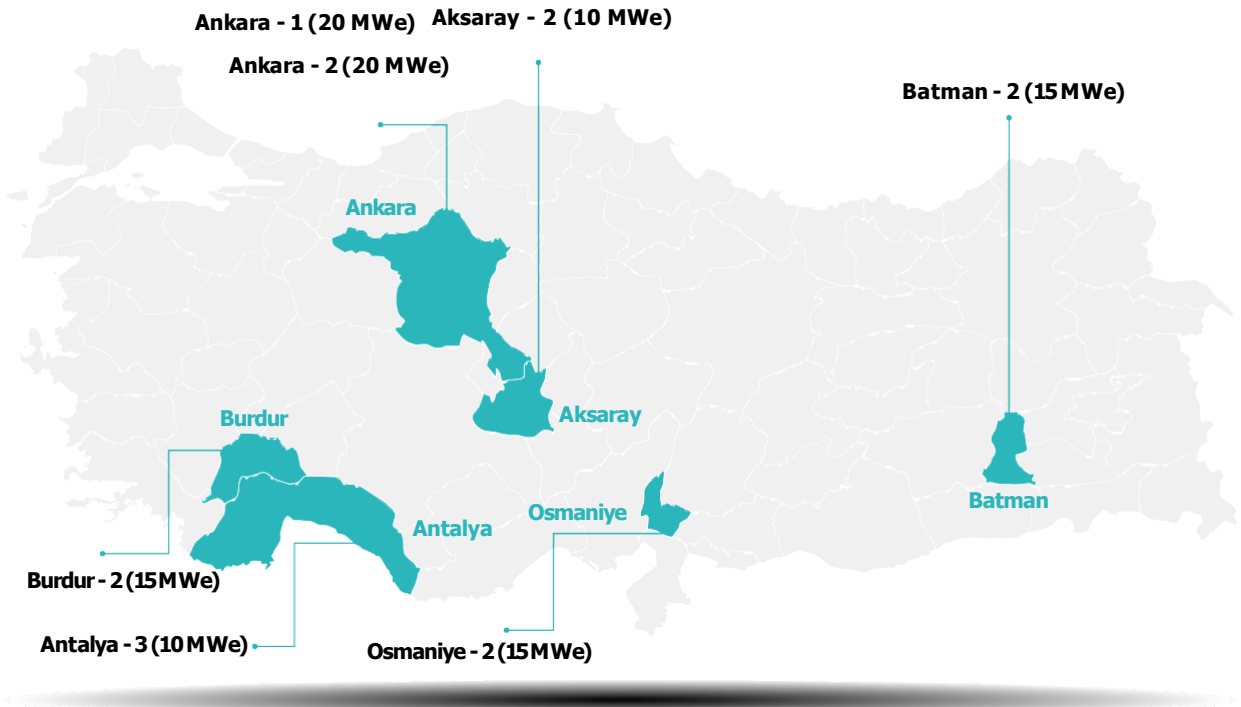 Ankara - 1 (20 MWe)
Aksaray - 2 (10 MWe)
Ankara - 2 (20 MWe)
Batman - 2 (15 MWe)
Ankara
Aksaray
Burdur
Batman
Osmaniye
Antalya
Burdur - 2 (15 MWe)
Antalya - 3 (10 MWe)
Osmaniye - 2 (15 MWe)